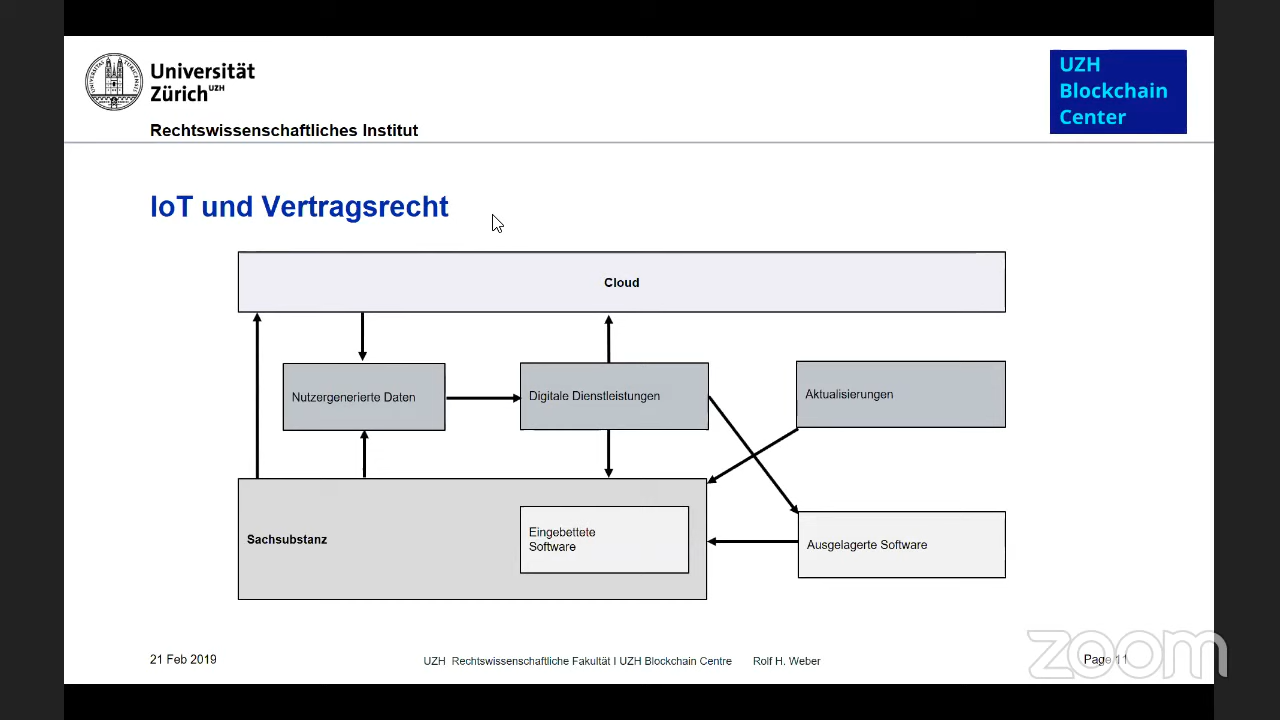 Universität
Zürich UZH
Rechtswissenschaftliches Institut
UZH
Blockchain
Center
IoT und Vertragsrecht
Cloud
Nutzergenerierte Daten
Digitale Dienstleistungen
Aktualisierungen
Sachsubstanz
Eingebettete
Software
Ausgelagerte Software
21 Feb 2019
UZH Rechtswissenschaftliche Fakultät I UZH Blockchain Centre Rolf H. Weber
Page 11
zoom